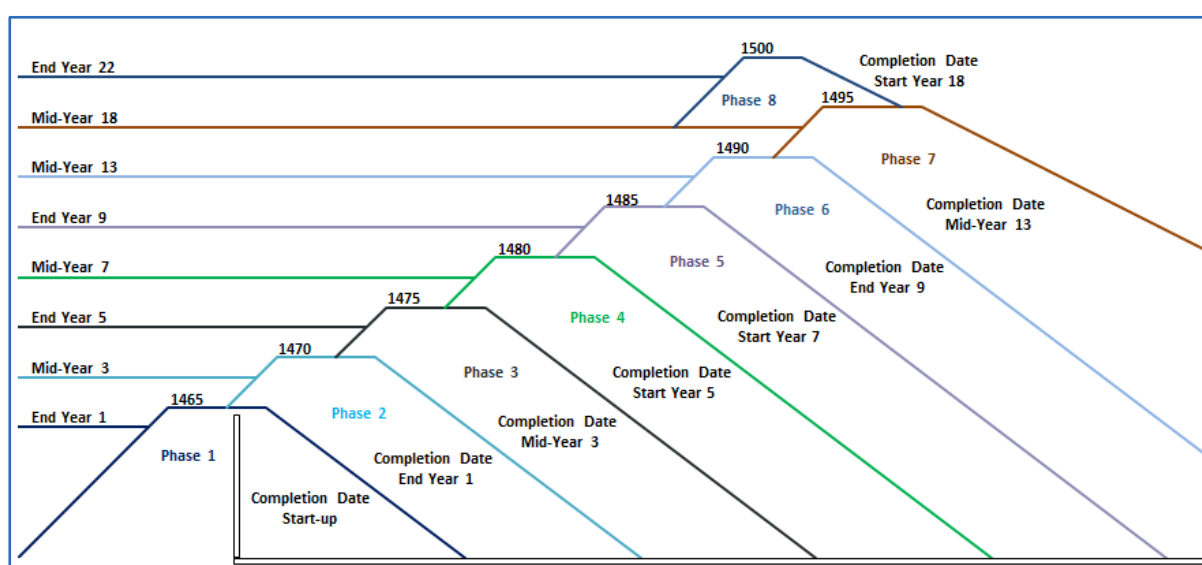 1500
Completion Date
Start Year 18
End Year 22
Phase 8
1495
Mid-Year 18
1490
Phase 7
Mid-Year 13
1485
Phase 6
Completion Date
Mid-Year 13
End Year 9
1480
Phase 5
Completion Date
End Year 9
Mid-Year 7
1475
Phase 4
Completion Date
Start Year 7
End Year 5
1470
Phase 3
Completion Date
Start Year 5
Mid-Year 3
1465
Phase 2
Completion Date
Mid-Year 3
End Year 1
Phase 1
Completion Date
End Year 1
Completion Date
Start-up